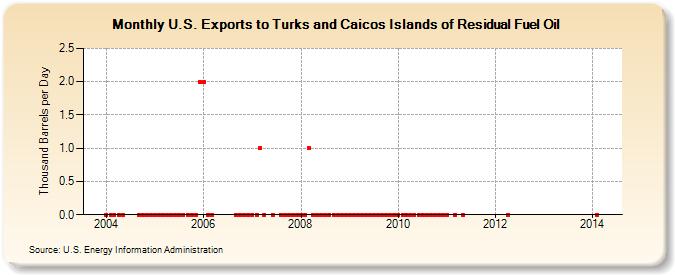 Monthly U.S. Exports to Turks and Caicos Islands of Residual Fuel Oil
Thousand Barrels per Day
2.5
2.0
1.5
1.0
0.5
0.0
2004 2006 2008 2010 2012 2014
Source: U.S. Energy Information Administration